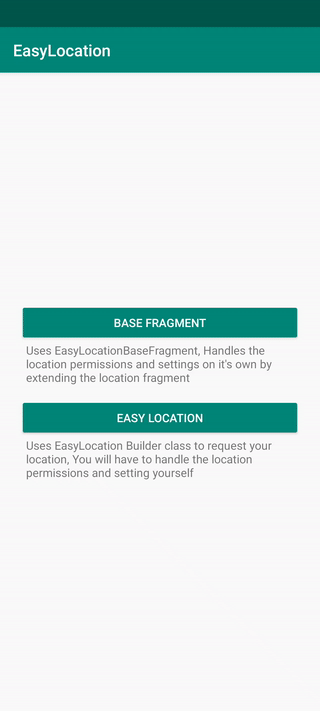 EasyLocation
BASE FRAGMENT
Uses EasyLocationBaseFragment, Handles the
location permissions and settings on it's own by
extending the location fragment
EASY LOCATION
Uses EasyLocation Builder class to request your
location, You will have to handle the location
permissions and setting yourself